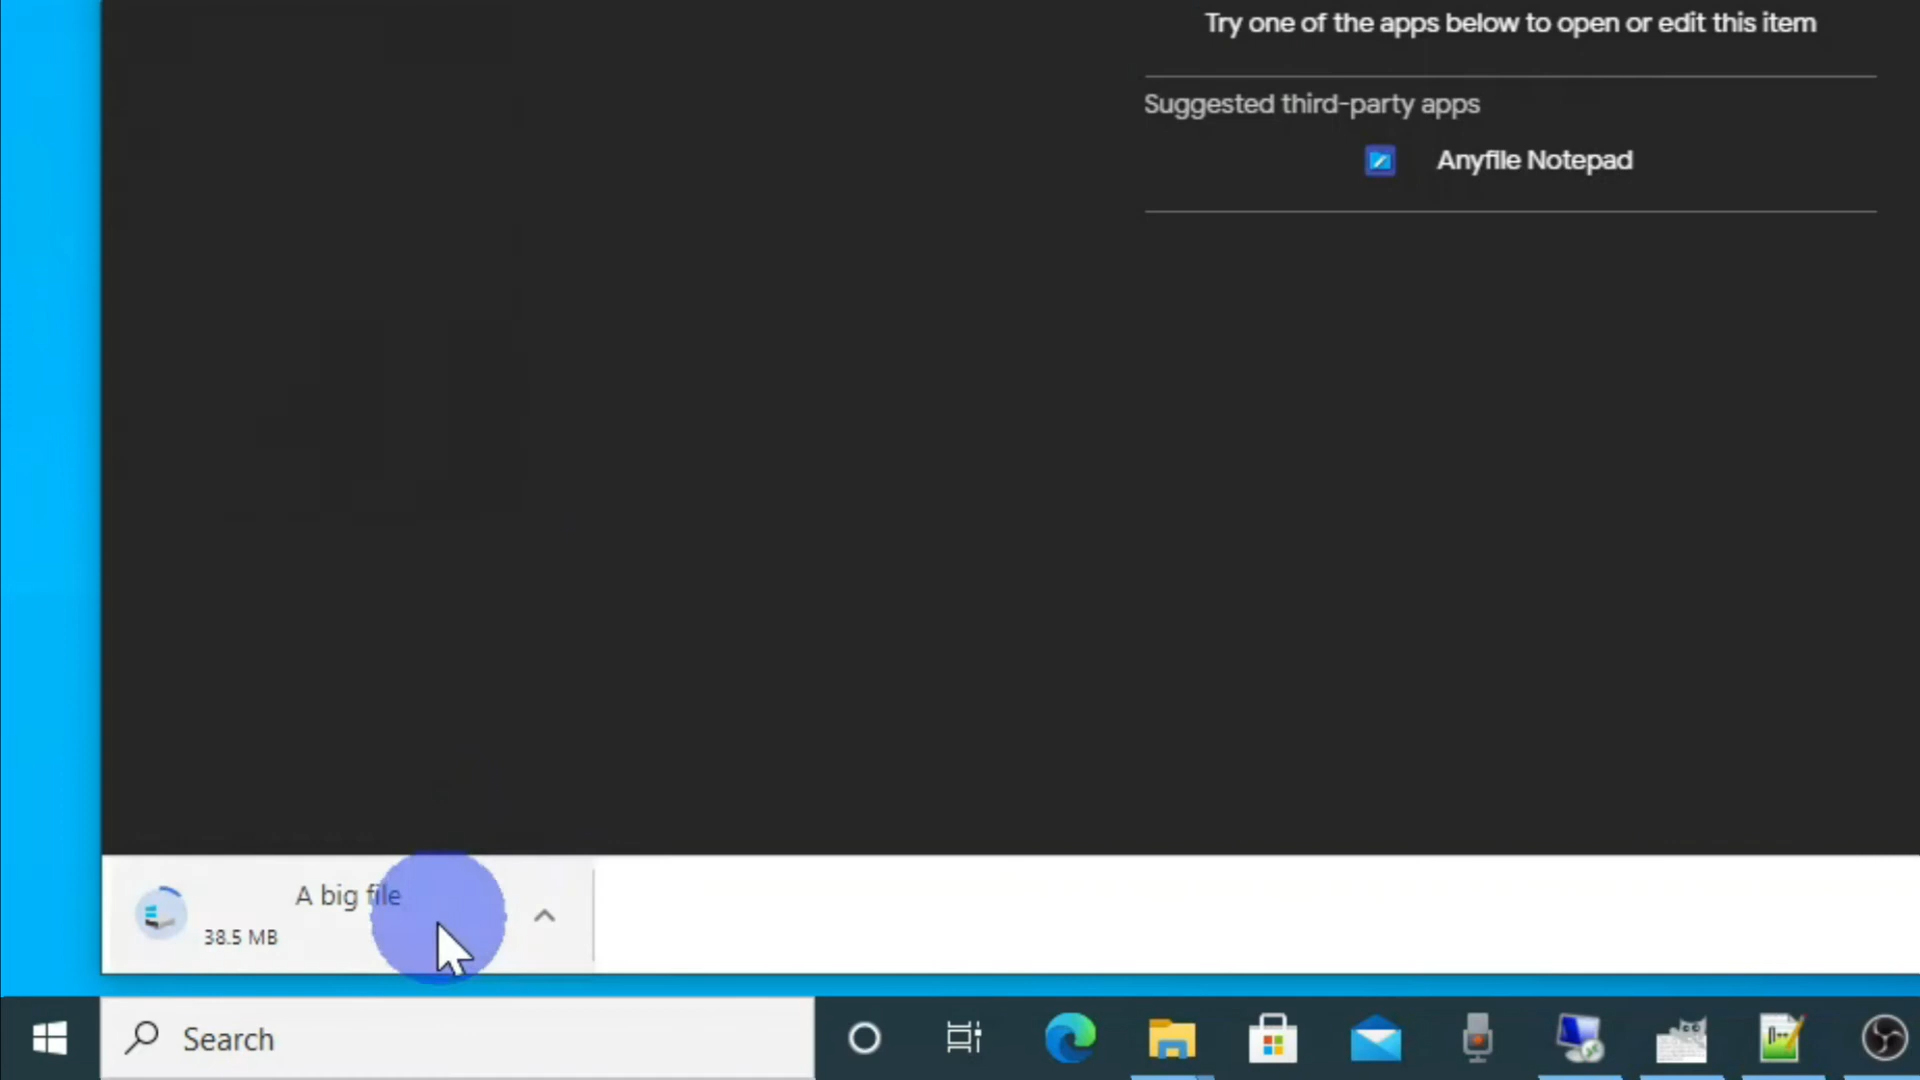 Try one of the apps below to open or edit this item
Suggested third-party apps
Anyfile Notepad
A big file
38.5 MB
Search